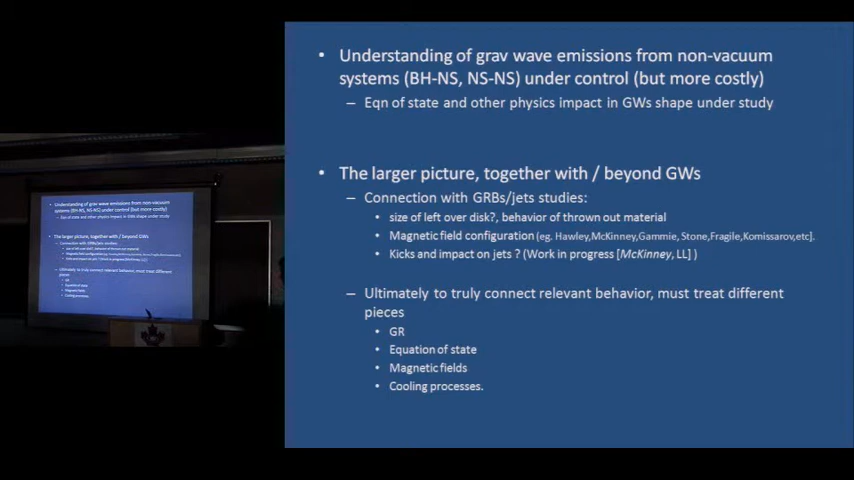 • Understanding of grav wave emissions from non-vacuum
systems (BH-NS, NS-NS) under control (but more costly)
– Eqn of state and other physics impact in GWs shape under study
• The larger picture, together with / beyond GWs
– Connection with GRBs/jets studies:
• size of left over disk?, behavior of thrown out material
• Magnetic field configuration (eg. Hawley,McKinney,Gammie, Stone,Fragile,Komissarov,etc].
• Kicks and impact on jets ? (Work in progress [McKinney, LL] )
– Ultimately to truly connect relevant behavior, must treat different
pieces
• GR
• Equation of state
• Magnetic fields
• Cooling processes.